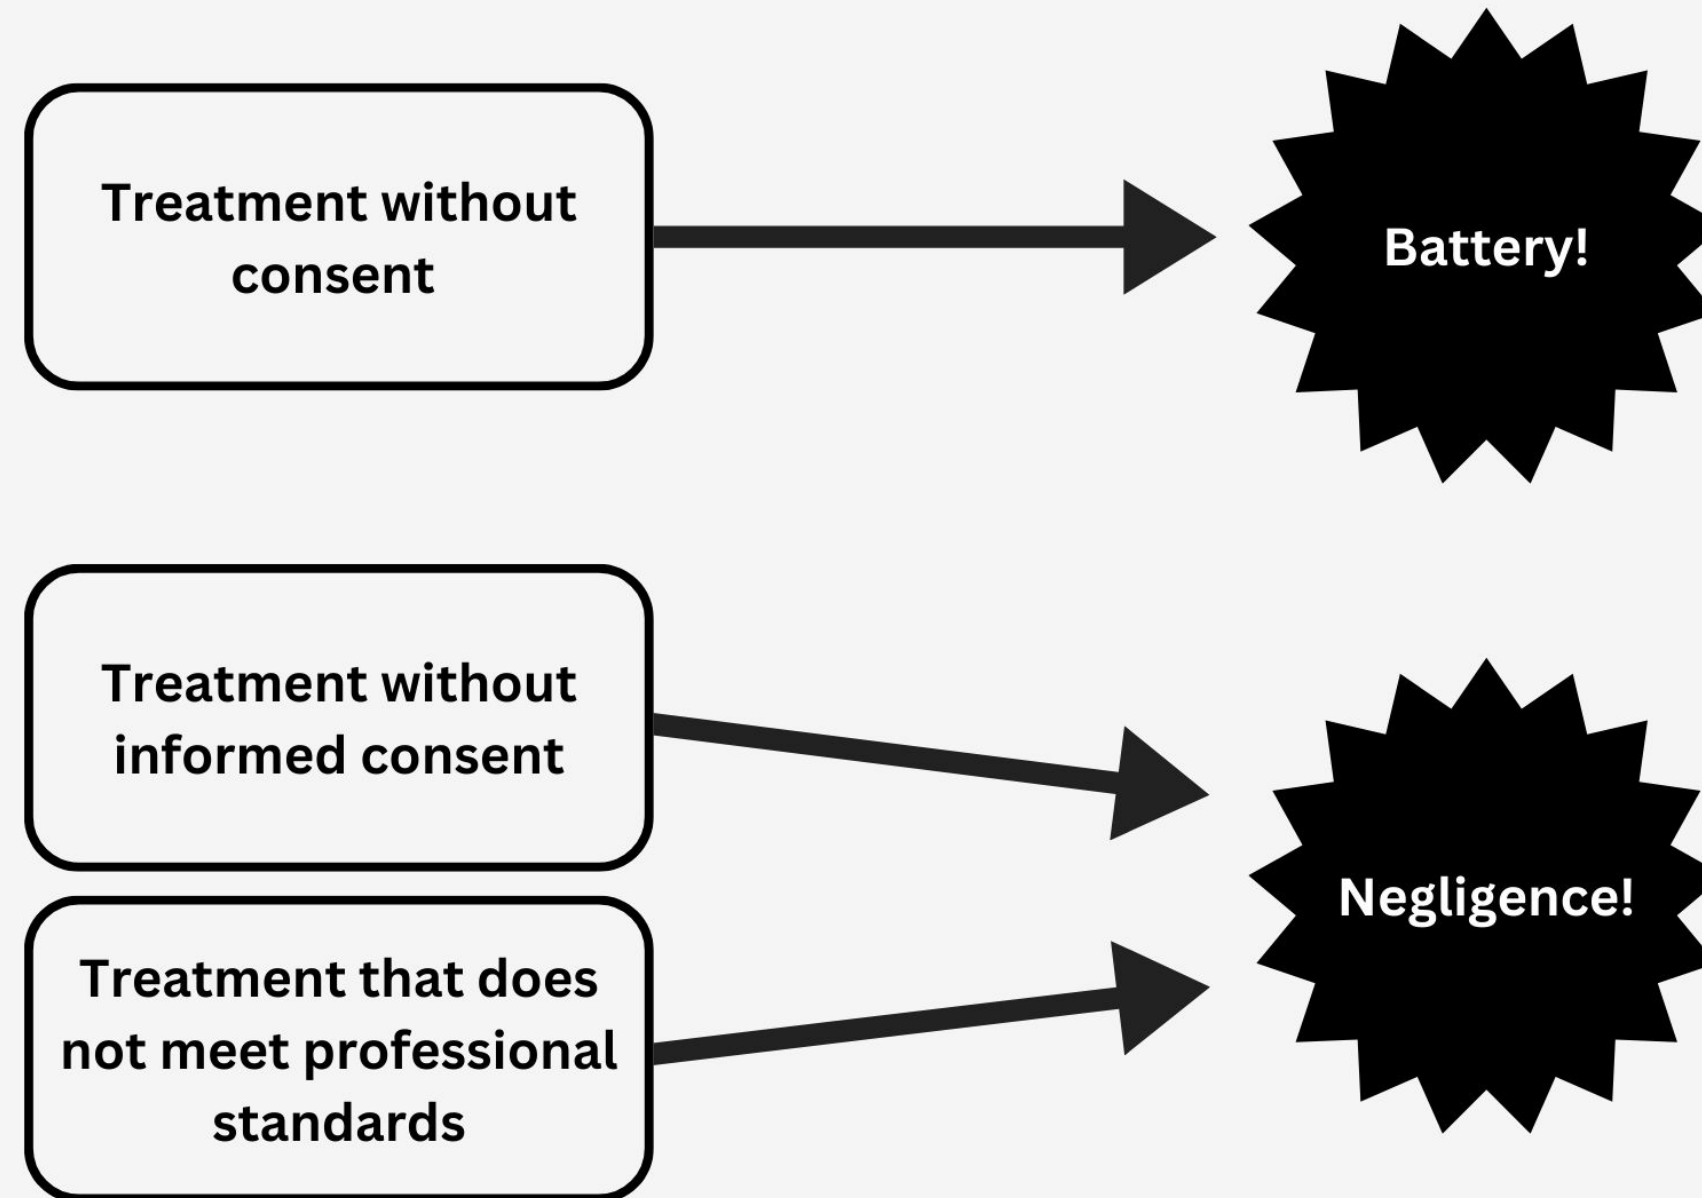 Treatment without
consent
Battery!
Treatment without
informed consent
Negligence!
Treatment that does
not meet professional
standards